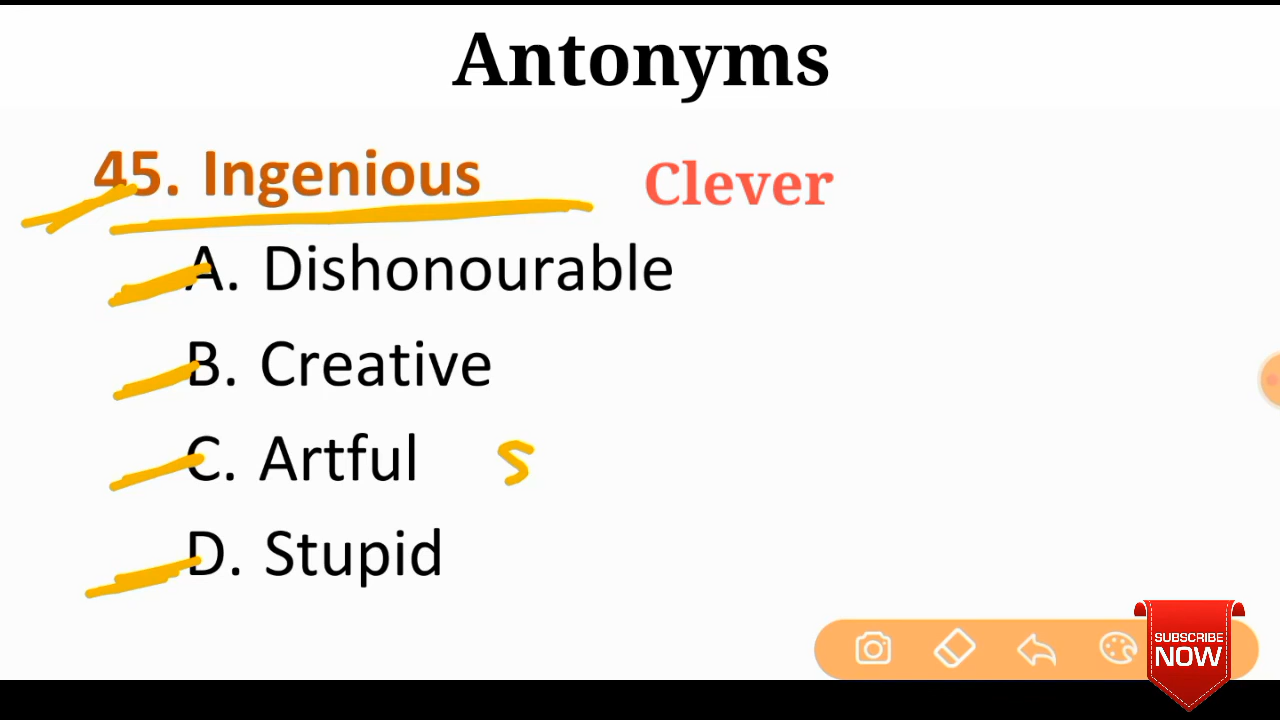 Antonyms
45. Ingenious Clever
A. Dishonourable
B. Creative
C. Artful S
D. Stupid
SUBSCRIBE
NOW